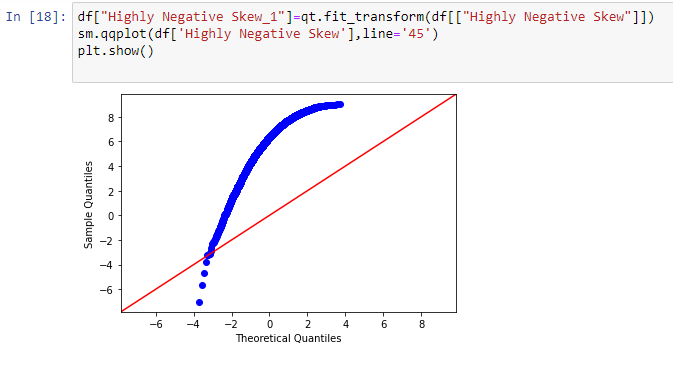 In [18]: df["Highly Negative Skew_1"]=qt.fit_transform(df[["Highly Negative Skew"]])
sm.qqplot(df['Highly Negative Skew'],line='45')
plt.show()
8
6
4
2
0
−2
−4
−6
Sample Quantiles
−6 −4 −2 0 2 4 6 8
Theoretical Quantiles